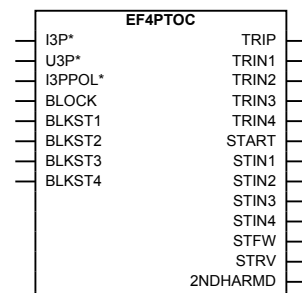 EF4PTOC
I3P* TRIP
U3P* TRIN1
I3PPOL* TRIN2
BLOCK TRIN3
BLKST1 TRIN4
BLKST2 START
BLKST3 STIN1
BLKST4 STIN2
STIN3
STIN4
STFW
STRV
2NDHARMD